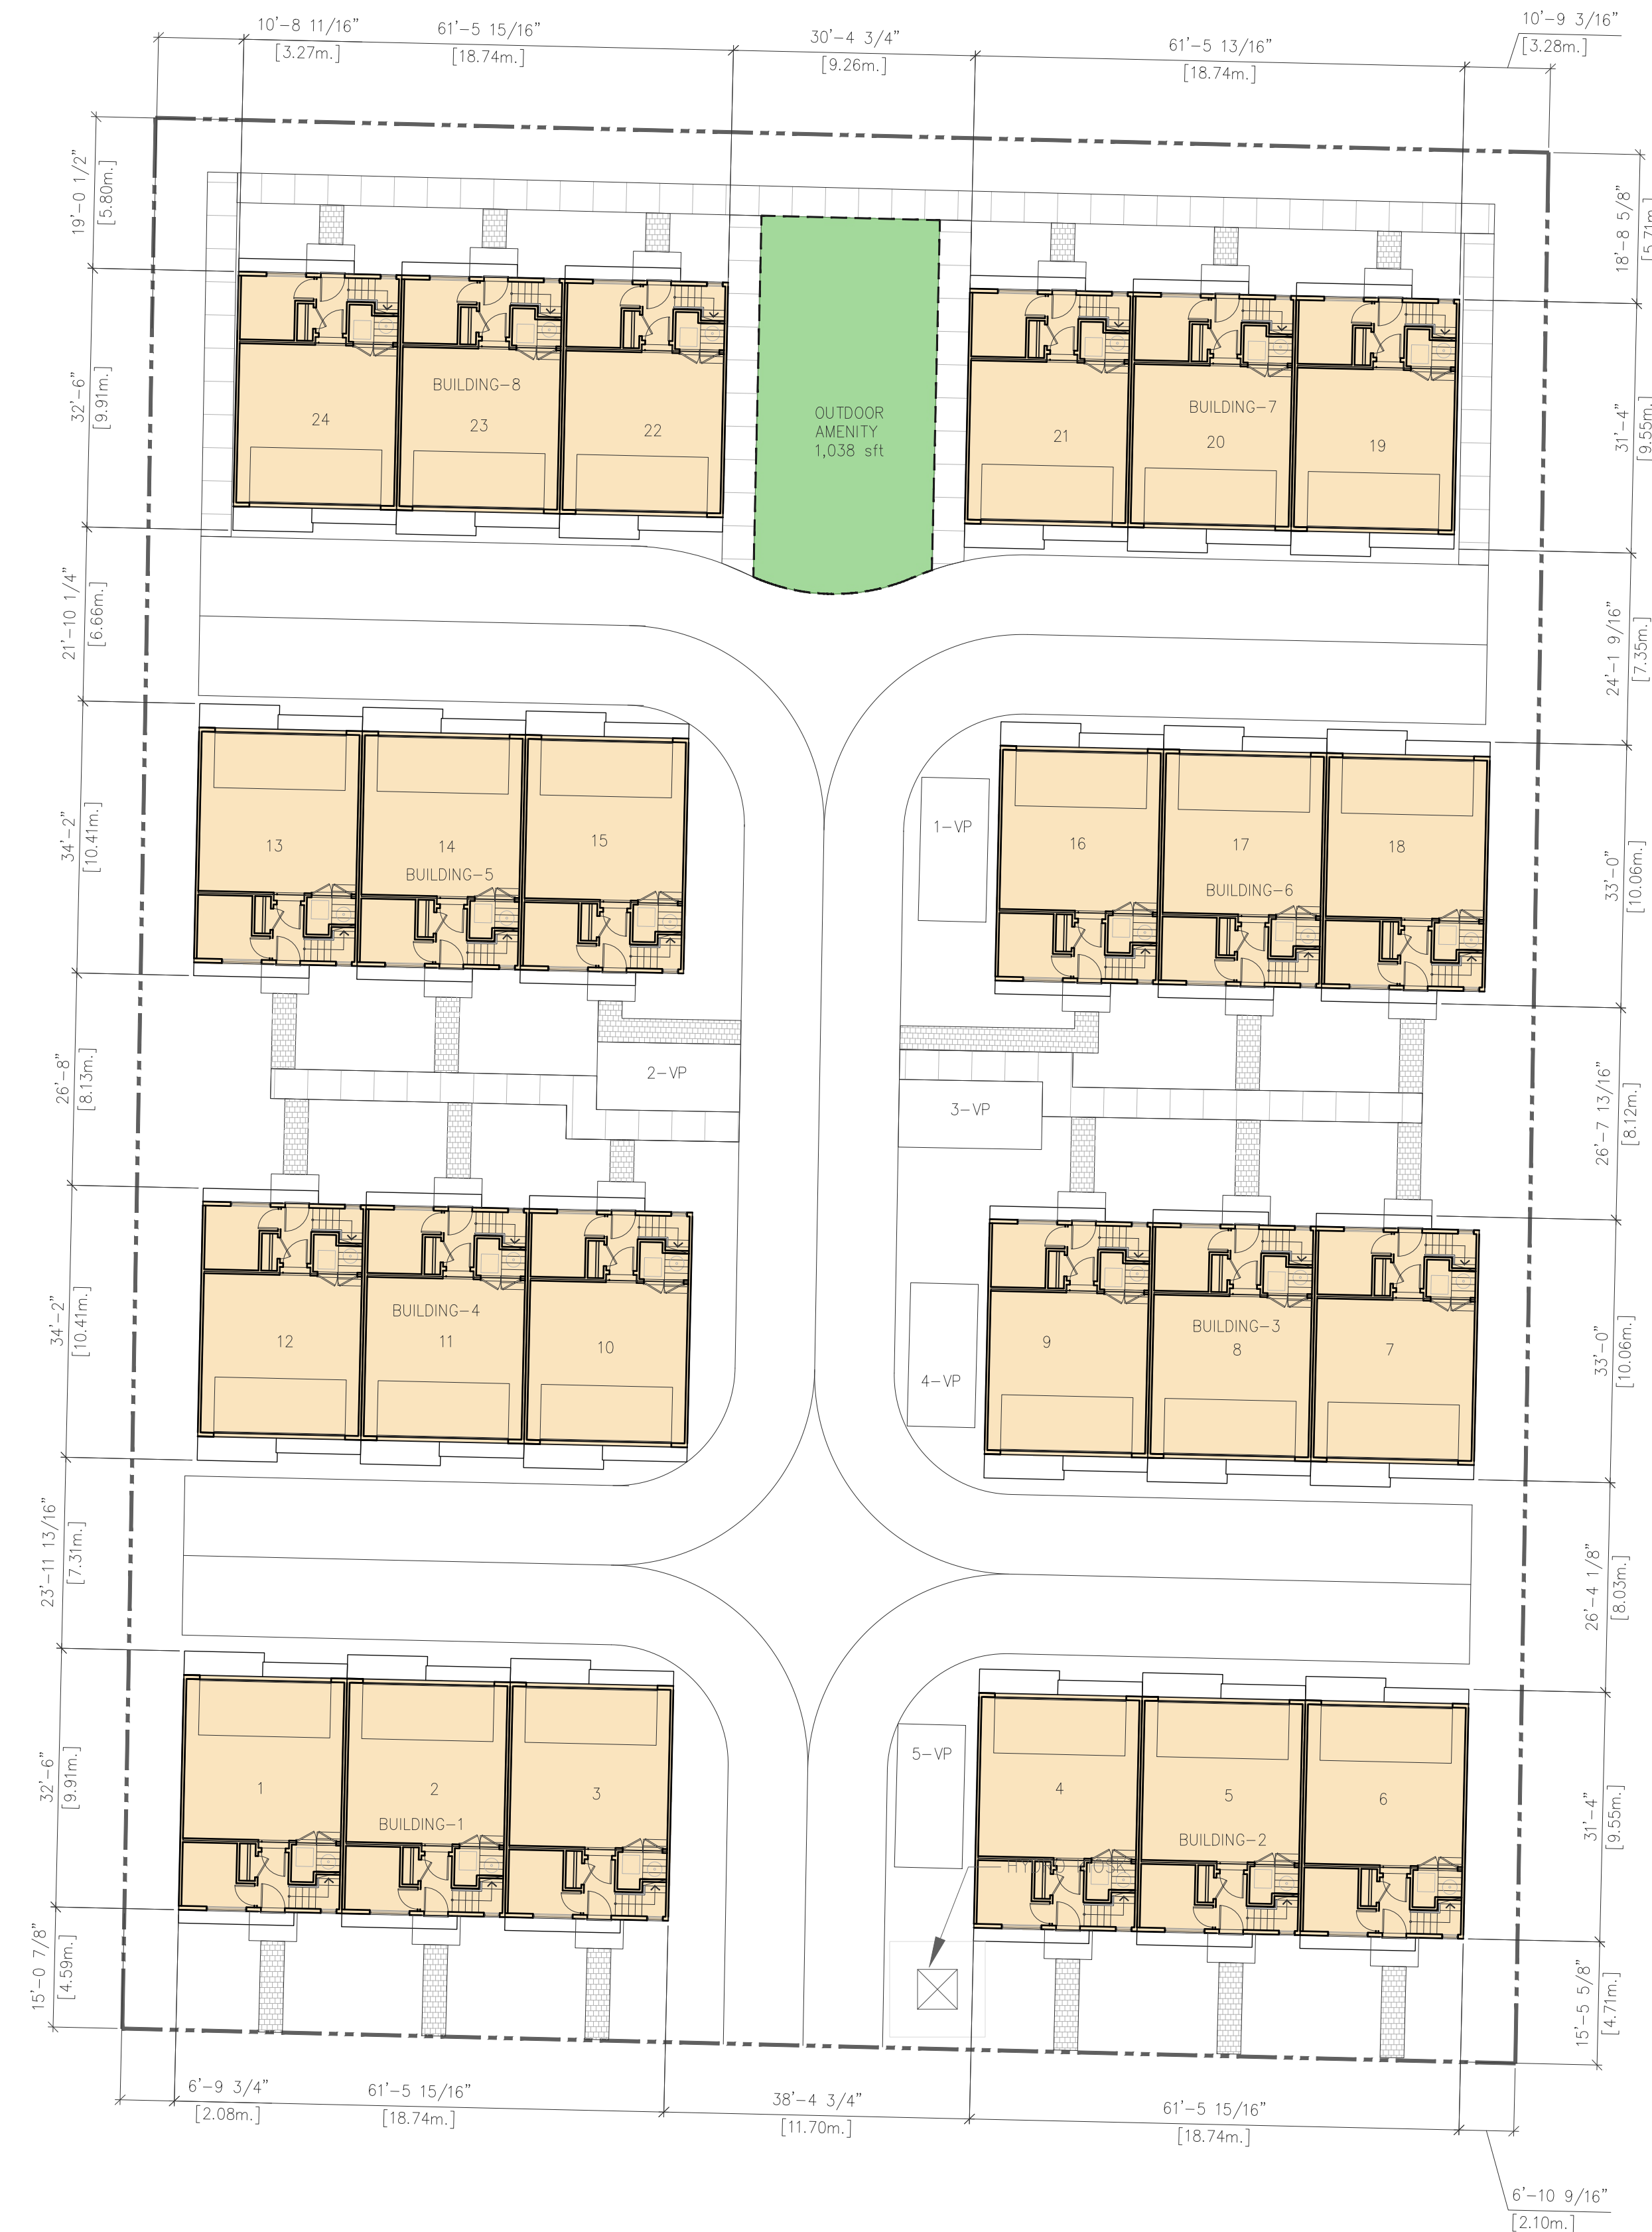 10'-8 11/16"
[3.27m.]
61'-5 15/16"
[18.74m.]
30'-4 3/4"
[9.26m.]
61'-5 13/16"
[18.74m.]
10'-9 3/16"
[3.28m.]
19'-0 1/2"
[5.80m.]
18'-8 5/8"
[5.71m.]
32'-6"
[9.91m.]
31'-4"
[9.55m.]
BUILDING-8
24
23
22
OUTDOOR
AMENITY
1,038 sft
BUILDING-7
21
20
19
21'-10 1/4"
[6.66m.]
24'-1 9/16"
[7.35m.]
34'-2"
[10.41m.]
13
14
15
BUILDING-5
1-VP
16
17
18
BUILDING-6
33'-0"
[10.06m.]
26'-8"
[8.13m.]
2-VP
3-VP
26'-7 13/16"
[8.12m.]
34'-2"
[10.41m.]
BUILDING-4
12
11
10
4-VP
BUILDING-3
9
8
7
33'-0"
[10.06m.]
23'-11 13/16"
[7.31m.]
26'-4 1/8"
[8.03m.]
32'-6"
[9.91m.]
1
2
3
BUILDING-1
5-VP
4
5
6
BUILDING-2
HYDRO KIOSK
31'-4"
[9.55m.]
15'-0 7/8"
[4.59m.]
15'-5 5/8"
[4.71m.]
6'-9 3/4"
[2.08m.]
61'-5 15/16"
[18.74m.]
38'-4 3/4"
[11.70m.]
61'-5 15/16"
[18.74m.]
6'-10 9/16"
[2.10m.]